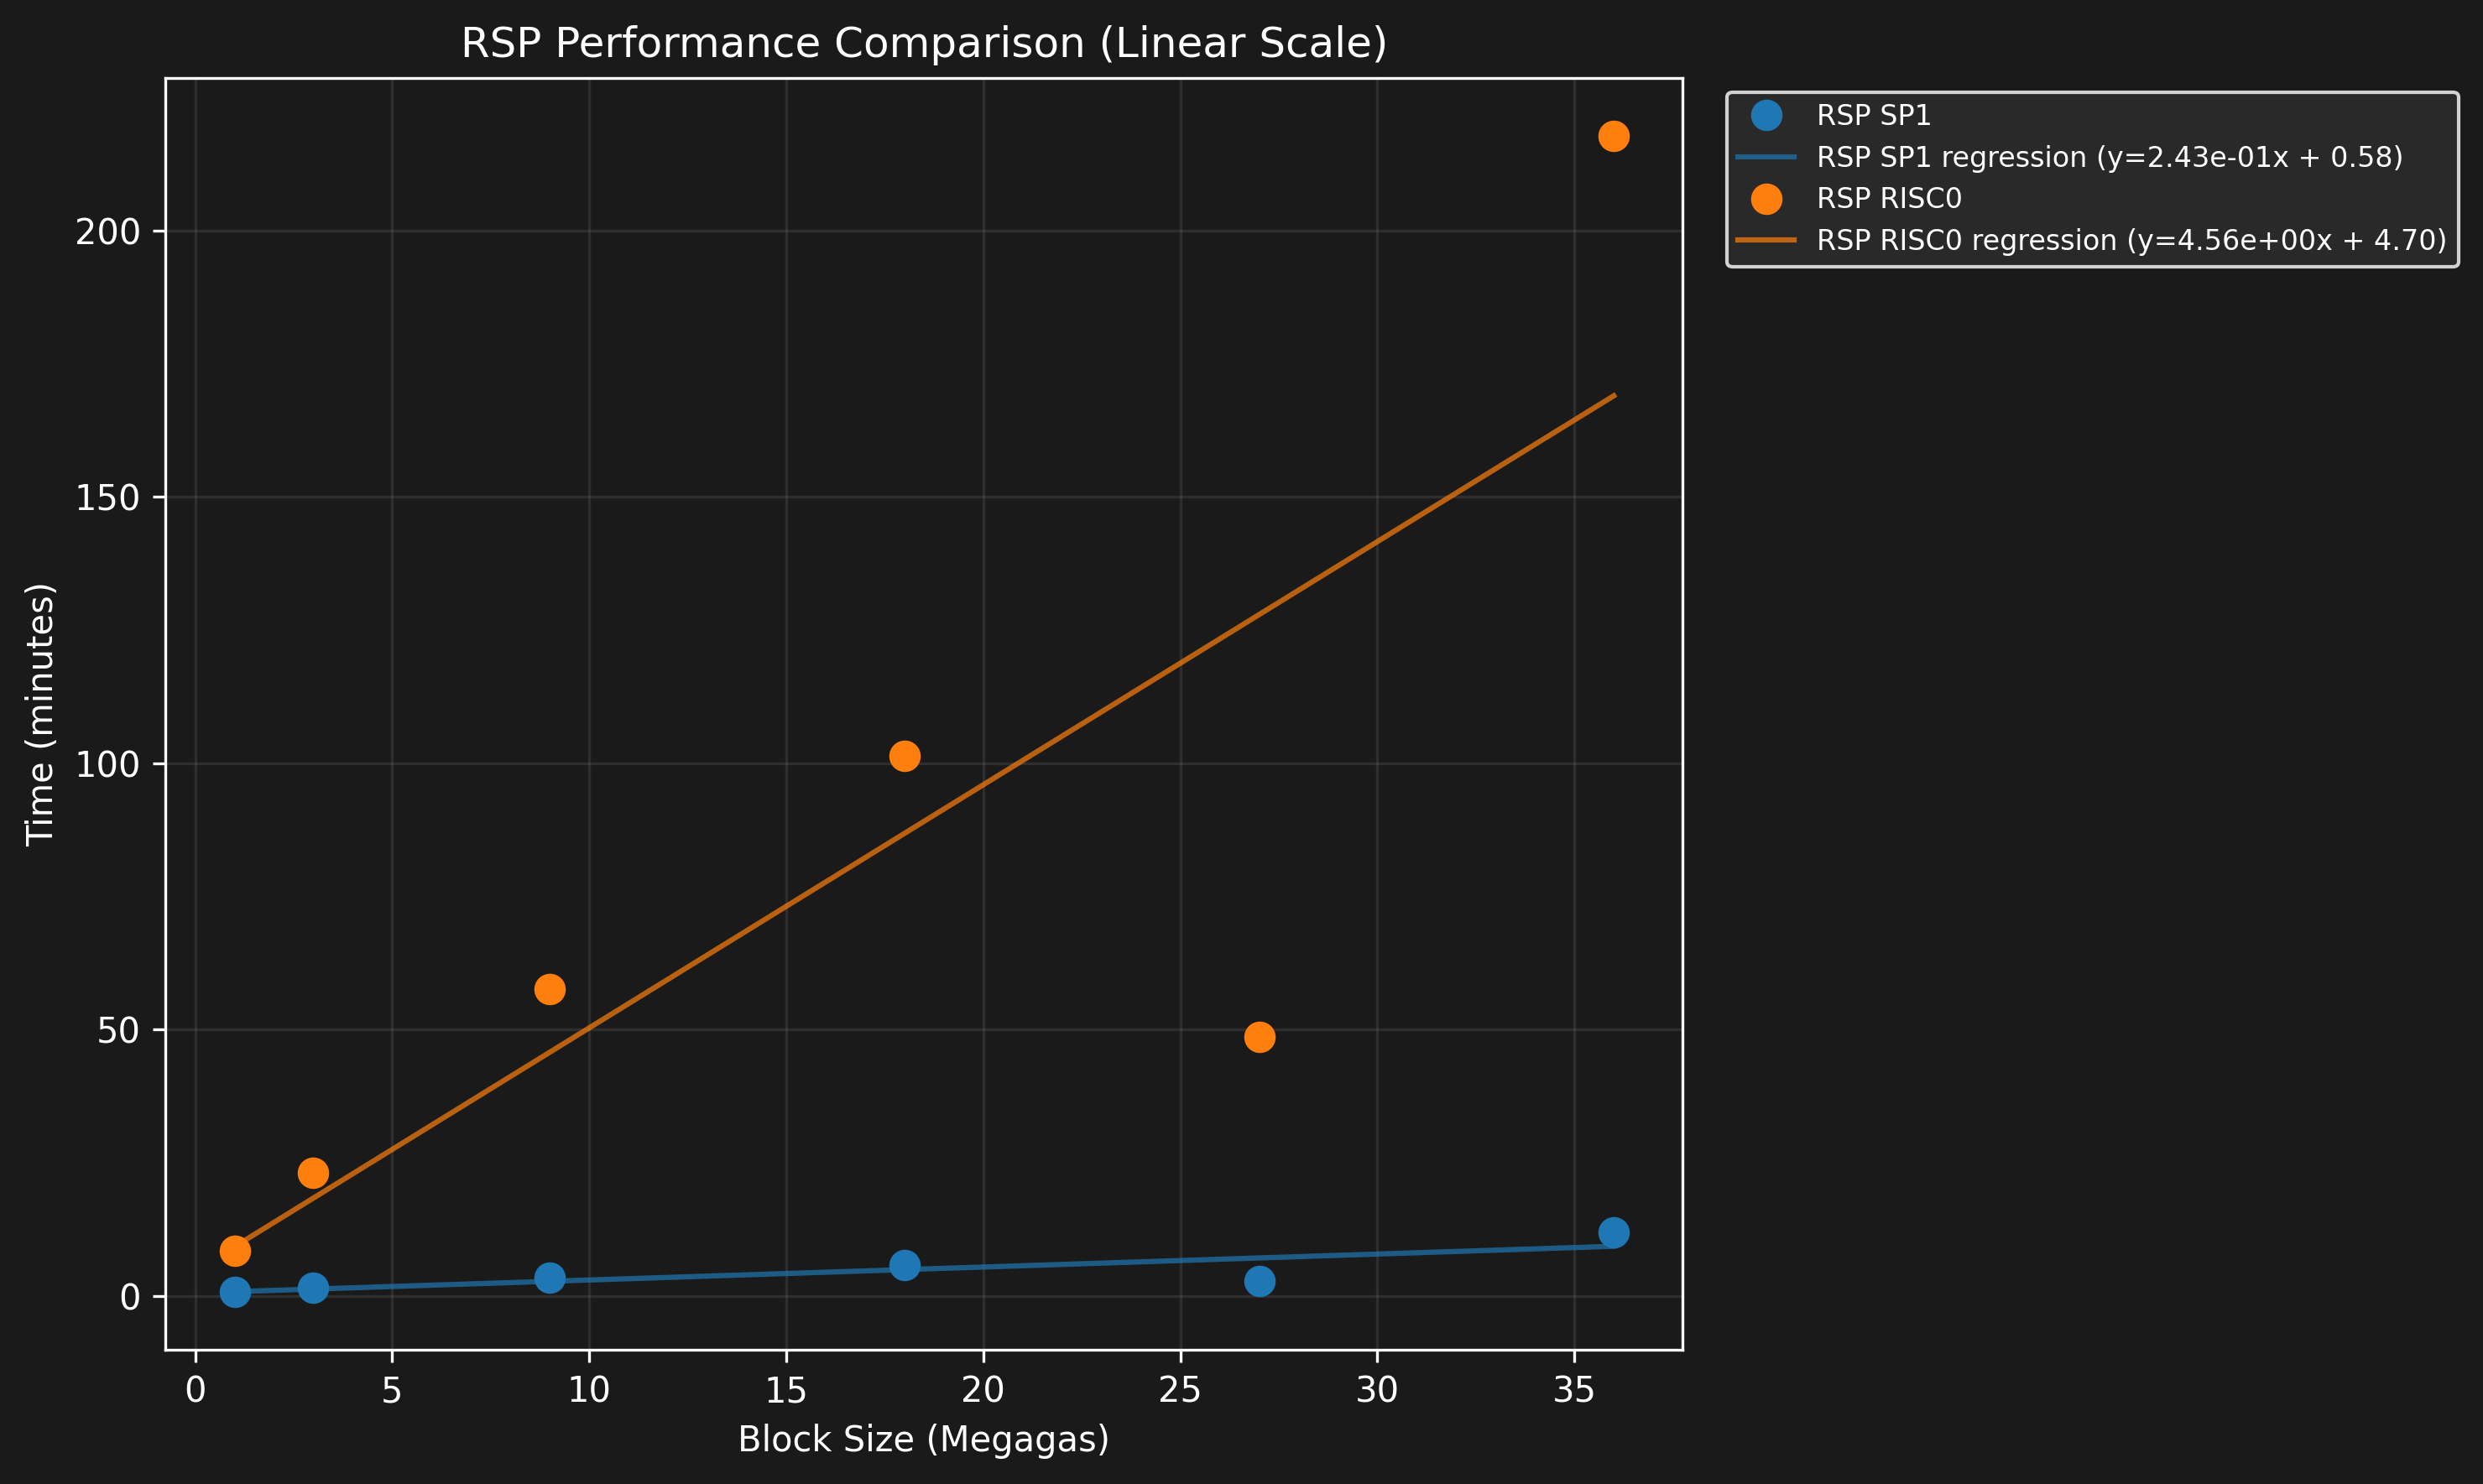 RSP Performance Comparison (Linear Scale)
RSP SP1
RSP SP1 regression (y=2.43e-01x + 0.58)
RSP RISC0
RSP RISC0 regression (y=4.56e+00x + 4.70)
Time (minutes)
200
150
100
50
0
0 5 10 15 20 25 30 35
Block Size (Megagas)